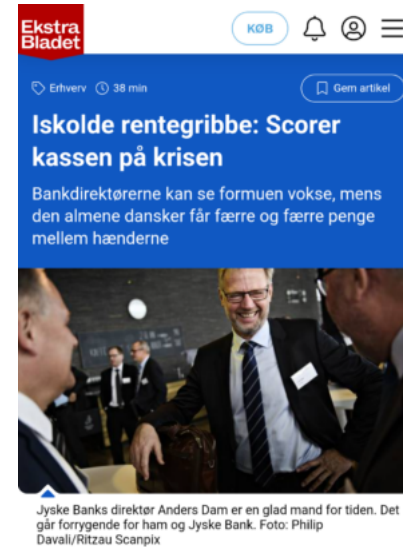 Ekstra
Bladet
KØB
Erhverv 38 min
Gem artikel
Iskolde rentegribbe: Scorer
kassen på krisen
Bankdirektørerne kan se formuen vokse, mens
den almene dansker får færre og færre penge
mellem hænderne
Jyske Banks direktør Anders Dam er en glad mand for tiden. Det
går forrygende for ham og Jyske Bank. Foto: Philip
Davali/Ritzau Scanpix